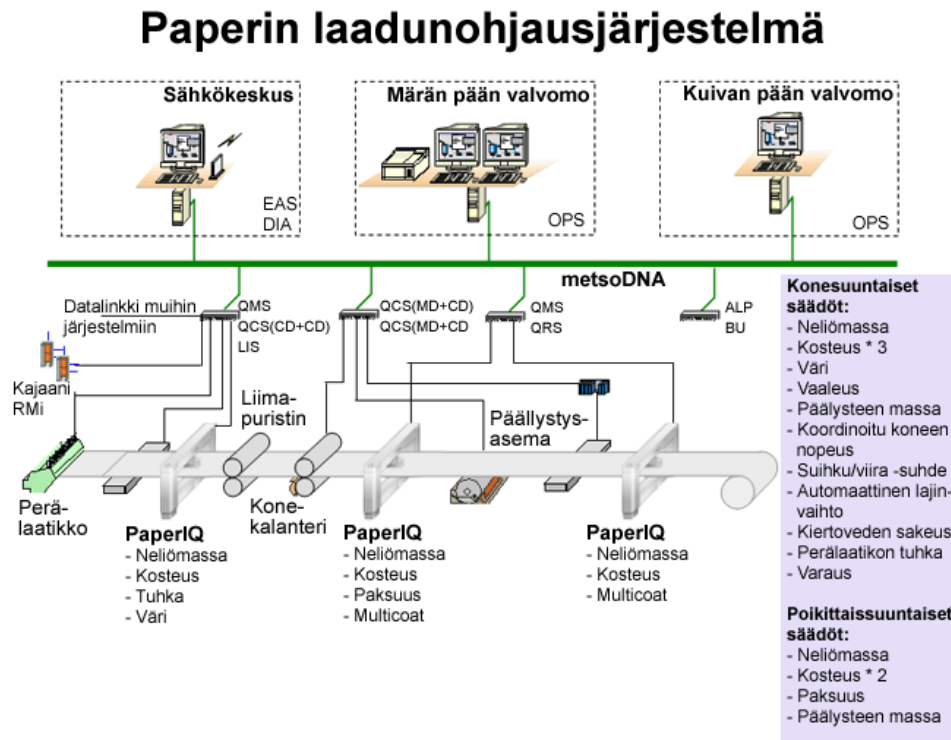 Paperin laadunohjausjärjestelmä
Sähkökeskus
EAS
DIA
Märän pään valvomo
OPS
Kuivan pään valvomo
OPS
metsoDNA
Datalinkki muihin
järjestelmiin
QMS
QCS(CD+CD)
LIS
QCS(MD+CD)
QCS(MD+CD
QMS
QRS
ALP
BU
Kajaani
RMi
Liima-
puristin
Päällystys-
asema
Perä-
laatikko
Kone-
kalanteri
PaperIQ
- Neliömassa
- Kosteus
- Tuhka
- Väri
PaperIQ
- Neliömassa
- Kosteus
- Paksuus
- Multicoat
PaperIQ
- Neliömassa
- Kosteus
- Multicoat
Konesuuntaiset
säädöt:
- Neliömassa
- Kosteus * 3
- Väri
- Vaaleus
- Päälysteen massa
- Koordinoitu koneen
nopeus
- Suihku/viira -suhde
- Automaattinen lajin-
vaihto
- Kiertoveden sakeus
- Perälaatikon tuhka
- Varaus
Poikittaissuuntaiset
säädöt:
- Neliömassa
- Kosteus * 2
- Paksuus
- Päälysteen massa